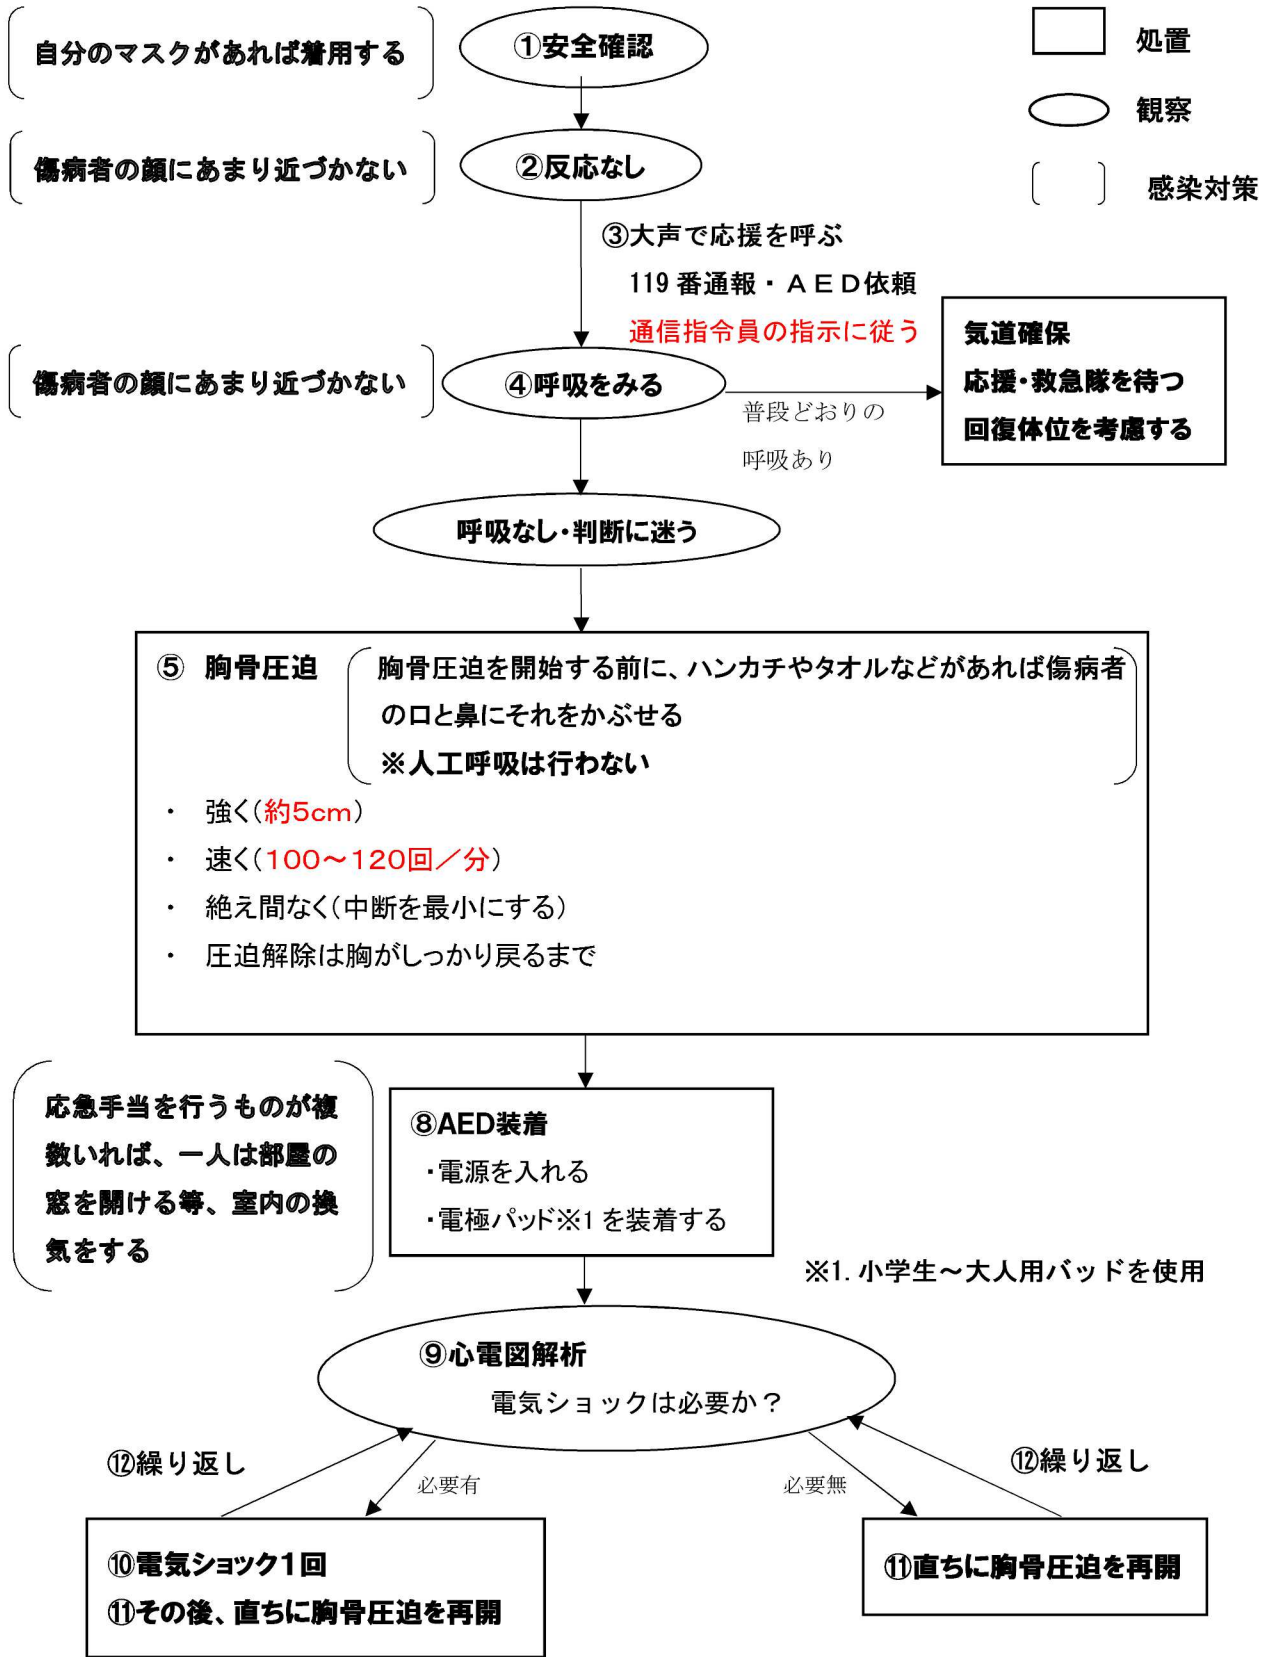 自分のマスクがあれば着用する
①安全確認
処置
観察
傷病者の顔にあまり近づかない
②反応なし
感染対策
③大声で応援を呼ぶ
119番通報・ＡＥＤ依頼
通信指令員の指示に従う
傷病者の顔にあまり近づかない
④呼吸をみる
普段どおりの
呼吸あり
気道確保
応援・救急隊を待つ
回復体位を考慮する
呼吸なし・判断に迷う
⑤ 胸骨圧迫
胸骨圧迫を開始する前に、ハンカチやタオルなどがあれば傷病者
の口と鼻にそれをかぶせる
※人工呼吸は行わない
・ 強く(約5cm)
・ 速く(100～120回／分)
・ 絶え間なく(中断を最小にする)
・ 圧迫解除は胸がしっかり戻るまで
応急手当を行うものが複
数いれば、一人は部屋の
窓を開ける等、室内の換
気をする
⑧AED装着
・電源を入れる
・電極パッド※1を装着する
※1. 小学生～大人用バッドを使用
⑨心電図解析
電気ショックは必要か？
⑫繰り返し
必要有
必要無
⑫繰り返し
⑩電気ショック1回
⑪その後、直ちに胸骨圧迫を再開
⑪直ちに胸骨圧迫を再開